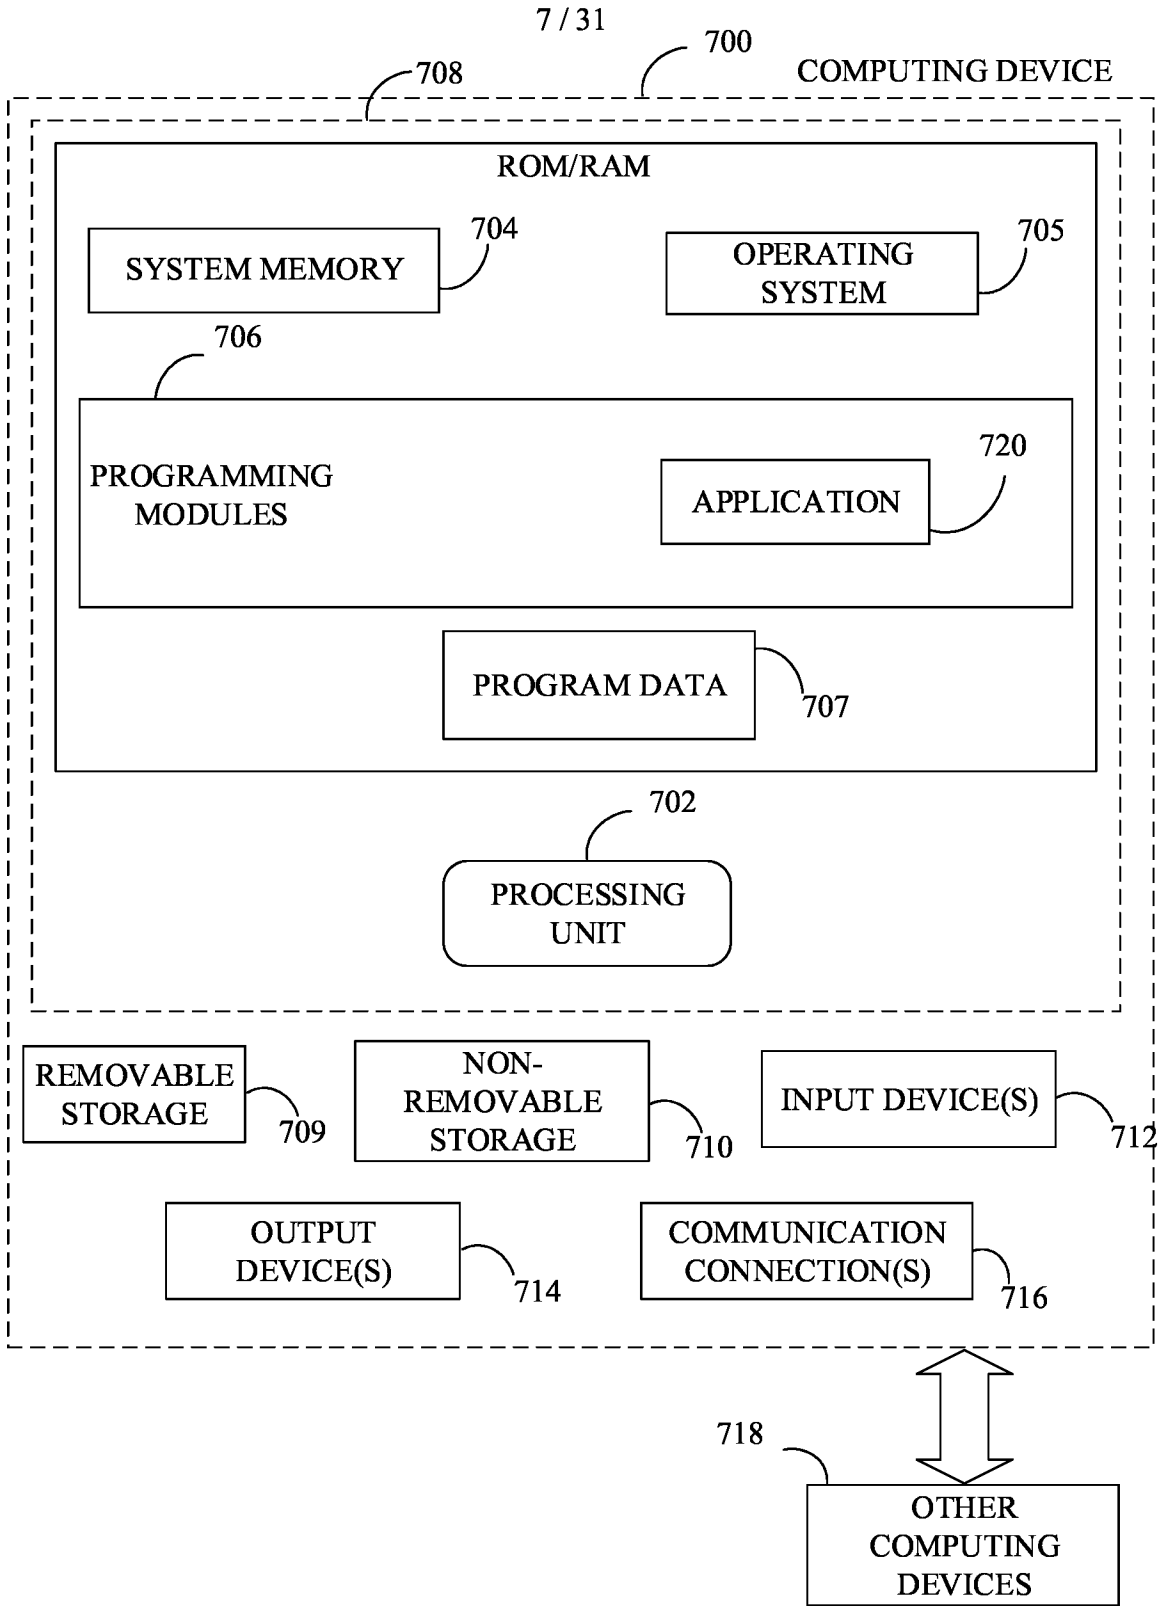 7 / 31
700
708
COMPUTING DEVICE
ROM/RAM
704
705
SYSTEM MEMORY
OPERATING
SYSTEM
706
720
PROGRAMMING
MODULES
APPLICATION
PROGRAM DATA
707
702
PROCESSING
UNIT
REMOVABLE
STORAGE
709
NON-
REMOVABLE
STORAGE
710
INPUT DEVICE(S)
712
OUTPUT
DEVICE(S)
714
COMMUNICATION
CONNECTION(S)
716
718
OTHER
COMPUTING
DEVICES